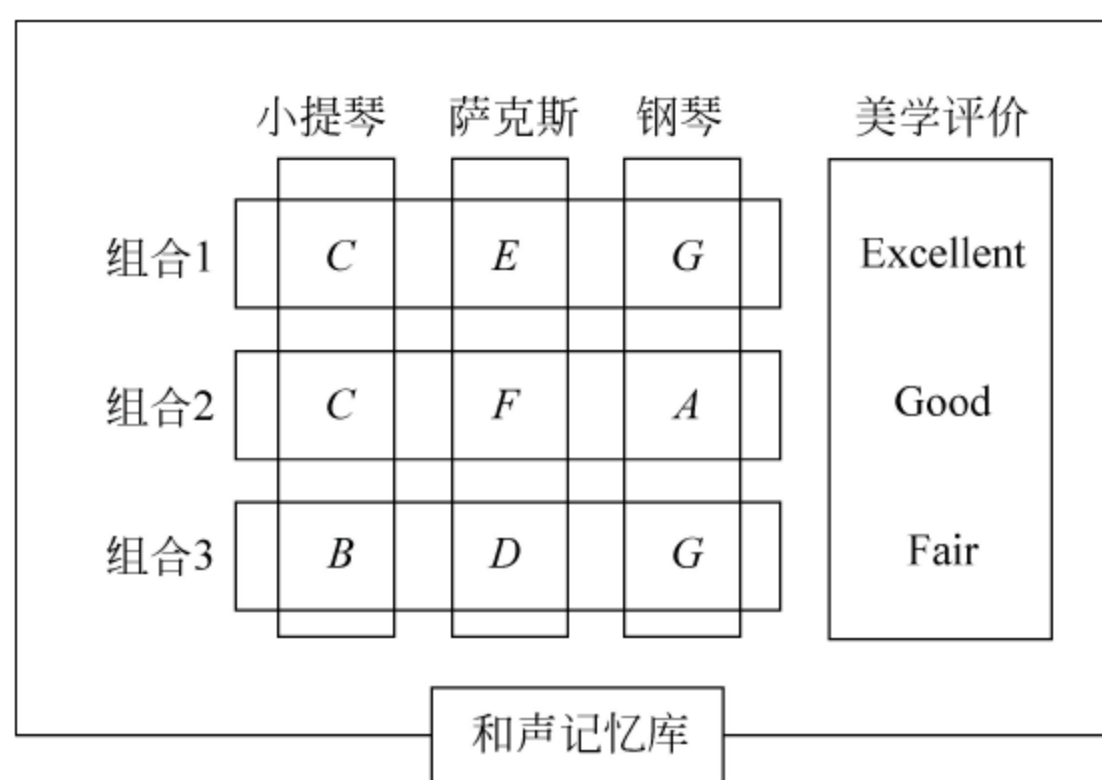 小提琴 萨克斯 钢琴 美学评价
组合1 C E G Excellent
组合2 C F A Good
组合3 B D G Fair
和声记忆库